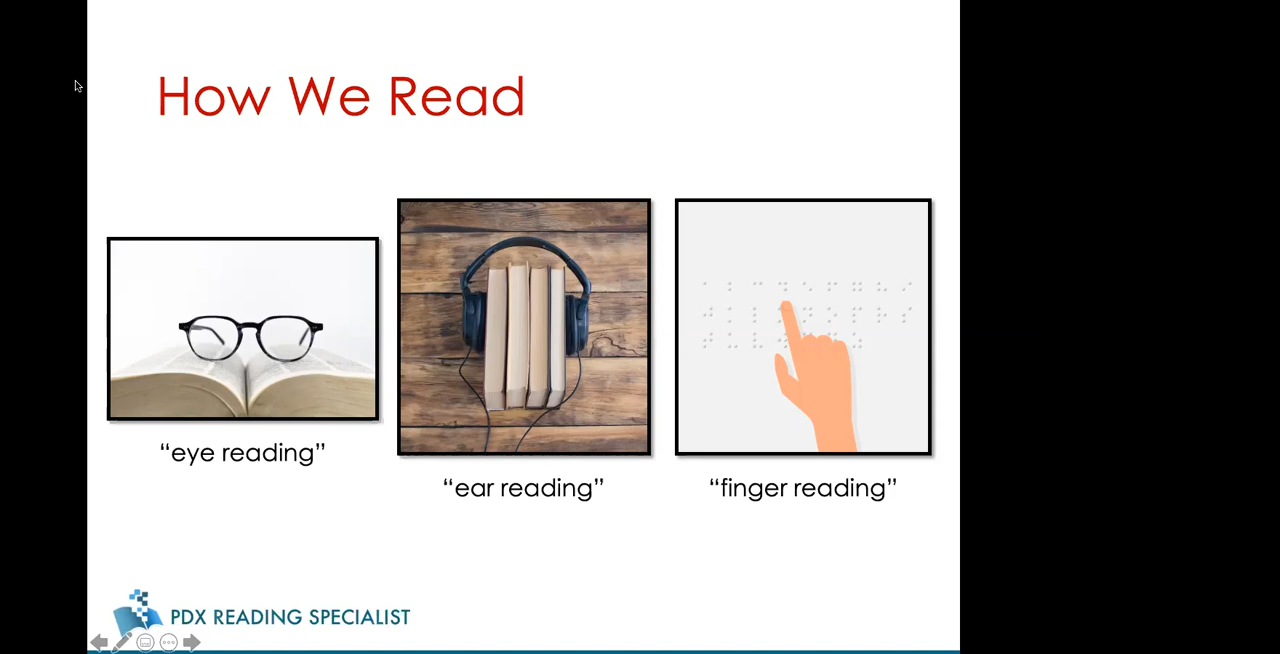 How We Read
“eye reading”
“ear reading”
“finger reading”
PDX READING SPECIALIST